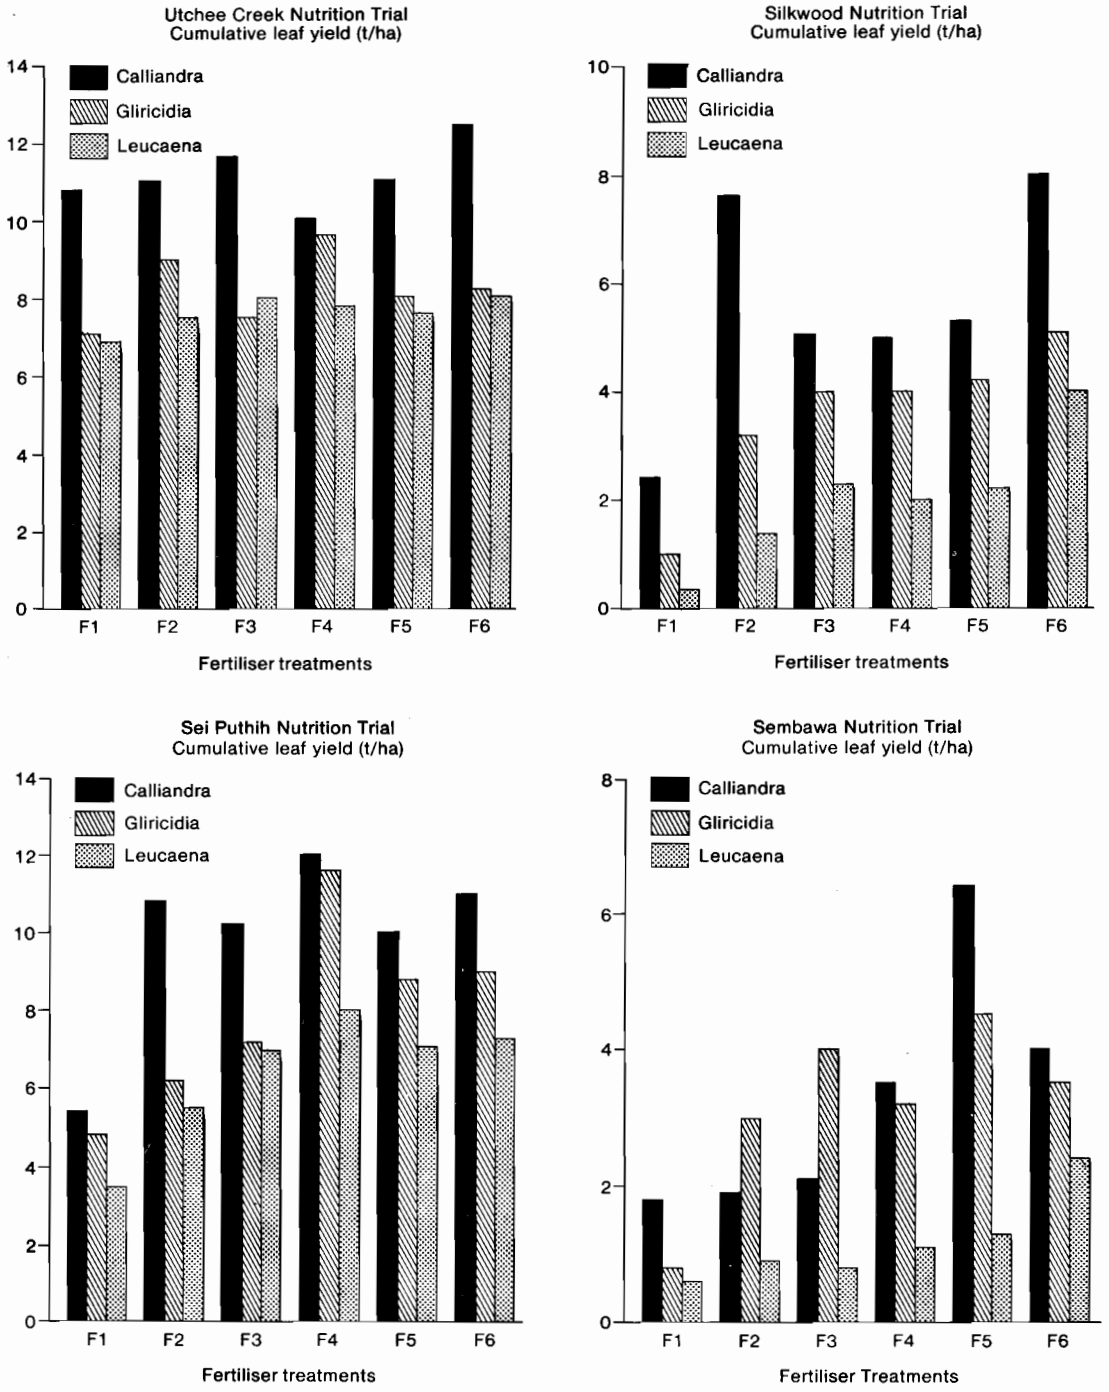 Utchee Creek Nutrition Trial
Cumulative leaf yield (t/ha)
14
12
10
8
6
4
2
0
Calliandra
Gliricidia
Leucaena
F1 F2 F3 F4 F5 F6
Fertiliser treatments
Silkwood Nutrition Trial
Cumulative leaf yield (t/ha)
10
8
6
4
2
0
Calliandra
Gliricidia
Leucaena
F1 F2 F3 F4 F5 F6
Fertiliser treatments
Sei Puthih Nutrition Trial
Cumulative leaf yield (t/ha)
14
12
10
8
6
4
2
0
Calliandra
Gliricidia
Leucaena
F1 F2 F3 F4 F5 F6
Fertiliser treatments
Sembawa Nutrition Trial
Cumulative leaf yield (t/ha)
8
6
4
2
0
Calliandra
Gliricidia
Leucaena
F1 F2 F3 F4 F5 F6
Fertiliser Treatments